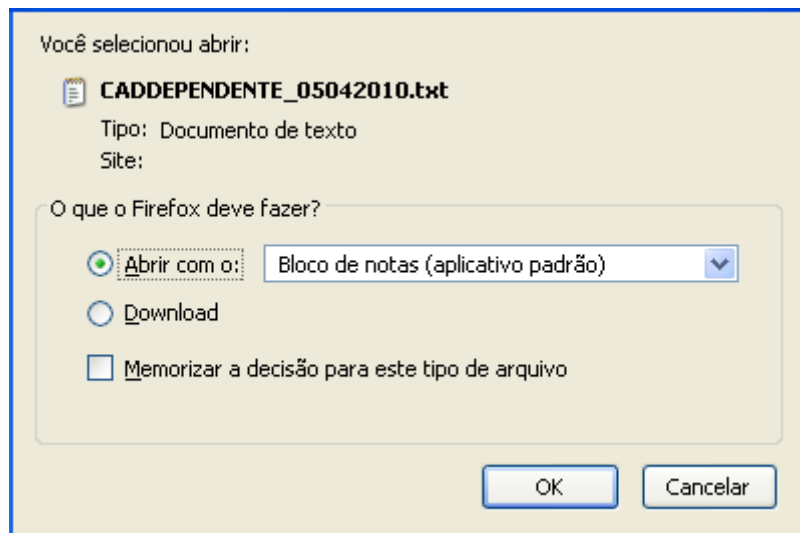 Você selecionou abrir:
CADDEPENDENTE_05042010.txt
Tipo: Documento de texto
Site:
O que o Firefox deve fazer?
Abrir com o: Bloco de notas (aplicativo padrão)
Download
Memorizar a decisão para este tipo de arquivo
OK Cancelar